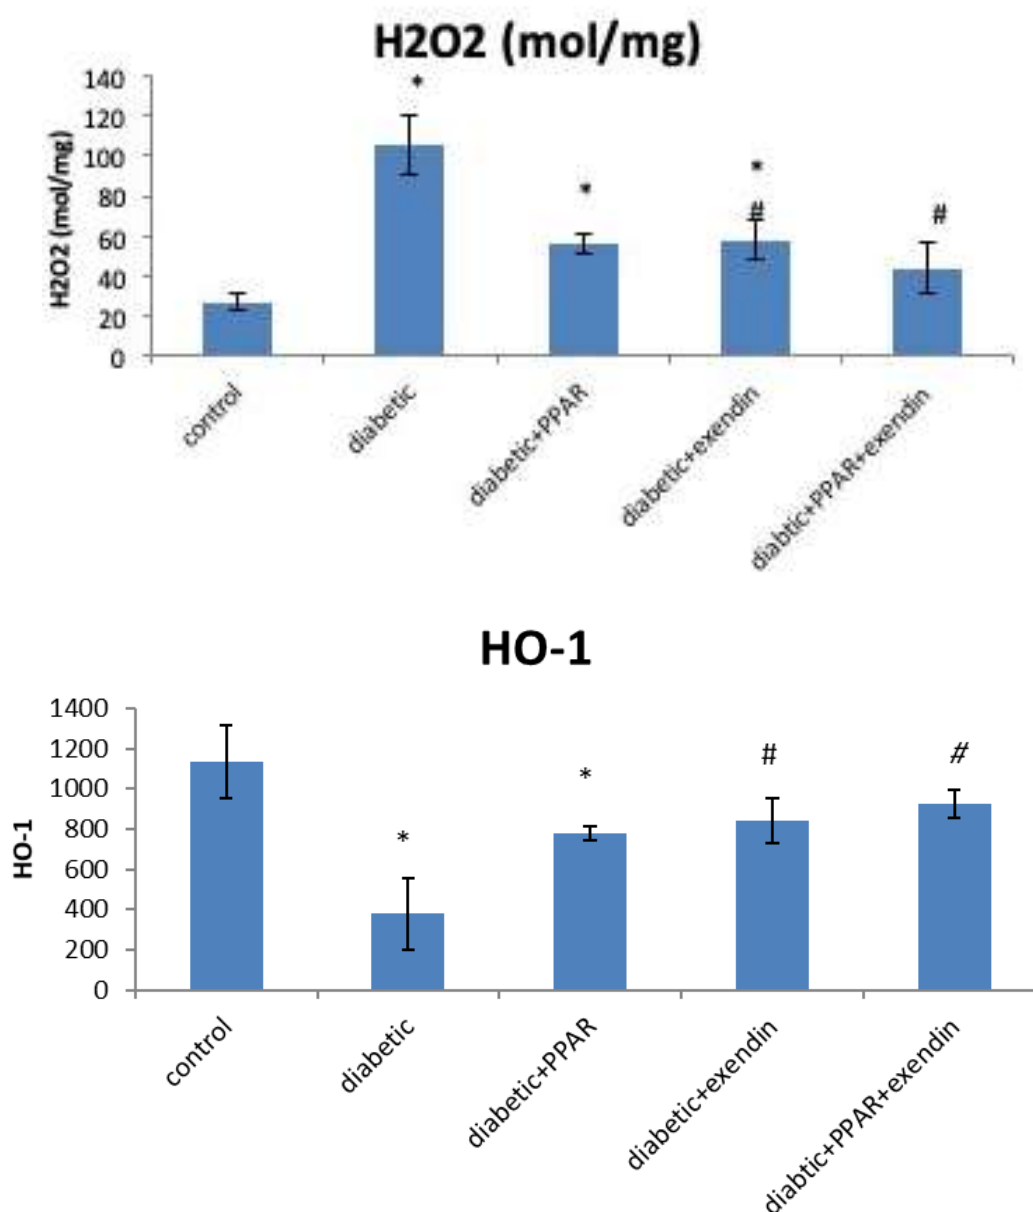 H2O2 (mol/mg)
H2O2 (mol/mg)
140
120
100
80
60
40
20
0
*
*
*
#
#
control
diabetic
diabetic+PPAR
diabetic+exendin
diabtic+PPAR+exendin
HO-1
HO-1
1400
1200
1000
800
600
400
200
0
*
*
#
#
control
diabetic
diabetic+PPAR
diabetic+exendin
diabtic+PPAR+exendin